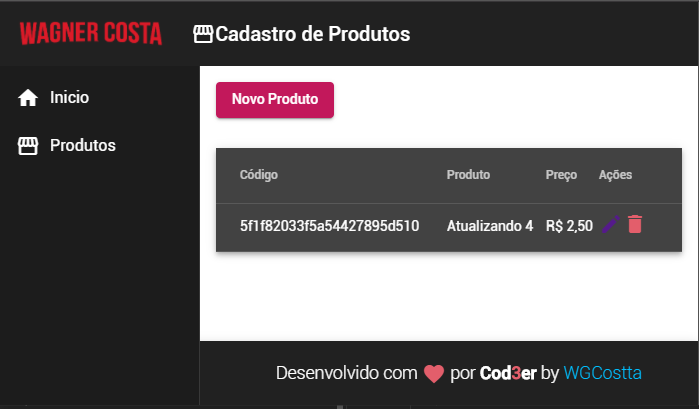 WAGNER COSTA
Cadastro de Produtos
Inicio
Produtos
Novo Produto
Código Produto Preço Ações
5f1f82033f5a54427895d510 Atualizando 4 R$ 2,50
Desenvolvido com por Cod3er by WGCostta